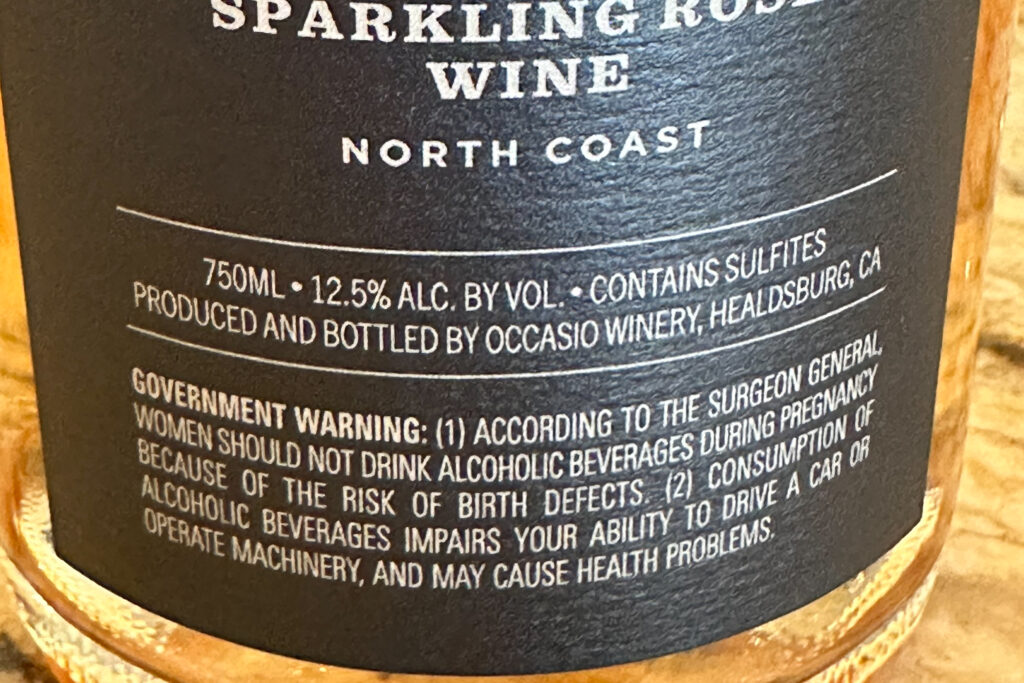 SPARKLING ROSÉ
WINE
NORTH COAST
750ML • 12.5% ALC. BY VOL. • CONTAINS SULFITES
PRODUCED AND BOTTLED BY OCCASIO WINERY, HEALDSBURG, CA
GOVERNMENT WARNING: (1) ACCORDING TO THE SURGEON GENERAL,
WOMEN SHOULD NOT DRINK ALCOHOLIC BEVERAGES DURING PREGNANCY
BECAUSE OF THE RISK OF BIRTH DEFECTS. (2) CONSUMPTION OF
ALCOHOLIC BEVERAGES IMPAIRS YOUR ABILITY TO DRIVE A CAR OR
OPERATE MACHINERY, AND MAY CAUSE HEALTH PROBLEMS.